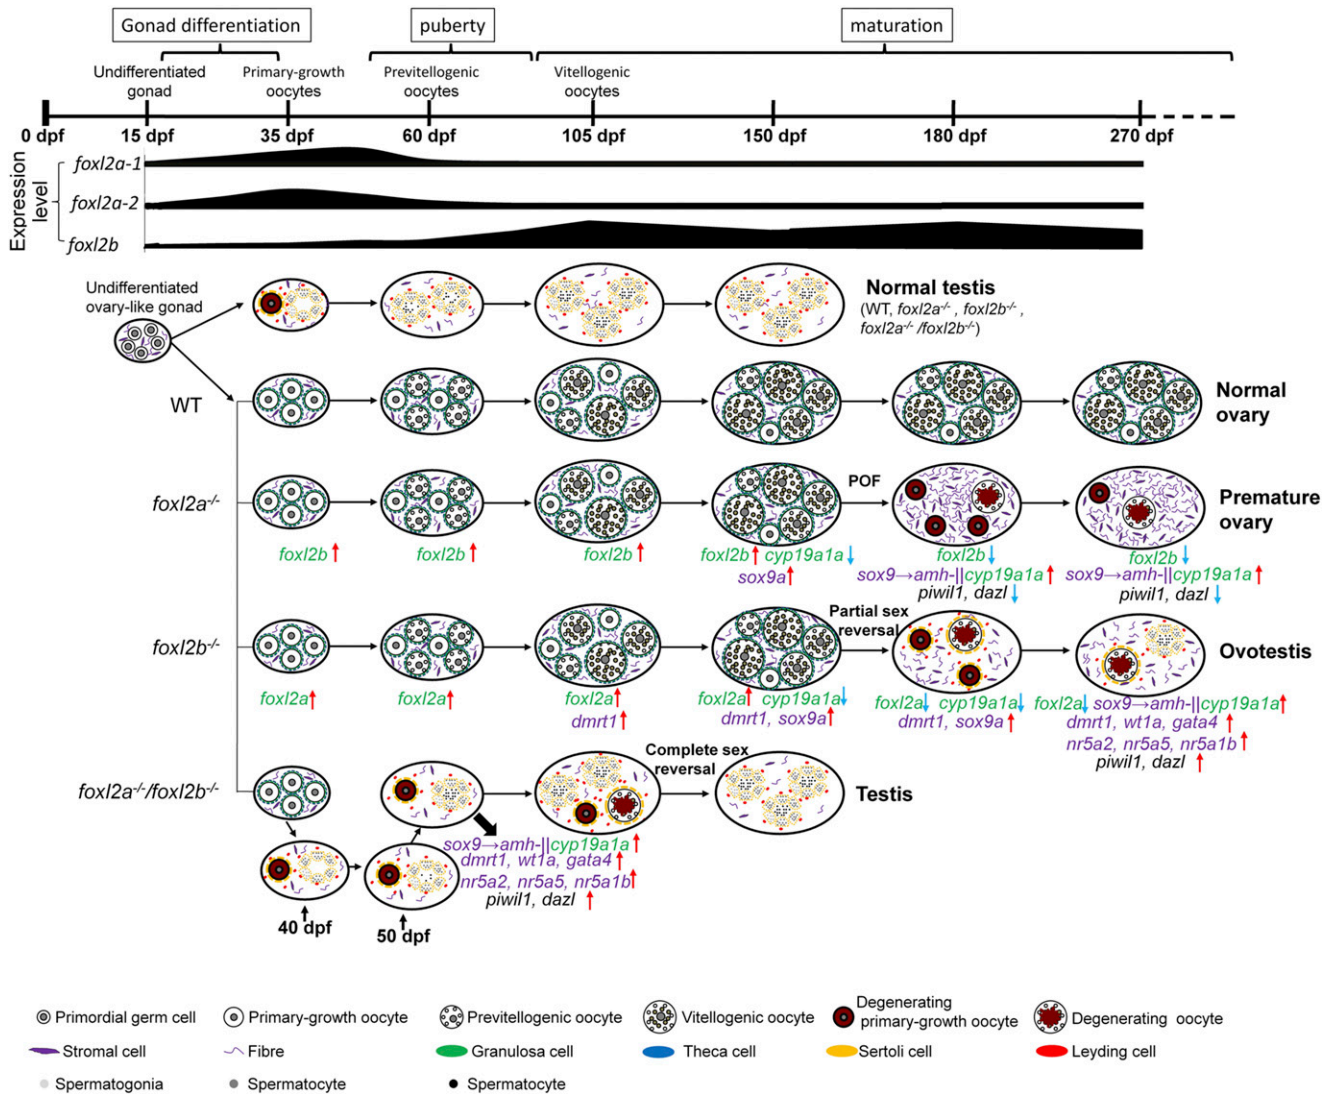 Gonad differentiation puberty maturation
Undifferentiated gonad Primary-growth oocytes Previtellogenic oocytes Vitellogenic oocytes
0 dpf 15 dpf 35 dpf 60 dpf 105 dpf 150 dpf 180 dpf 270 dpf
Expression level
foxl2a-1
foxl2a-2
foxl2b
Undifferentiated
ovary-like gonad
Normal testis
(WT, foxl2a-/- , foxl2b-/- ,
foxl2a-/- /foxl2b-/-)
WT
Normal
ovary
foxl2a-/-
POF
Premature
ovary
foxl2b↑ foxl2b↑ foxl2b↑ foxl2b↑ cyp19a1a↓ foxl2b↓ foxl2b↓
sox9a↑ sox9→amh-||cyp19a1a↑ sox9→amh-||cyp19a1a↑
piwil1, dazl↓ piwil1, dazl↓
foxl2b-/-
Partial sex
reversal
Ovotestis
foxl2a↑ foxl2a↑ foxl2a↑ foxl2a↑ cyp19a1a↓ foxl2a↓ cyp19a1a↓ foxl2a↓ sox9→amh-||cyp19a1a↑
dmrt1↑ dmrt1, sox9a↑ dmrt1, sox9a↑ dmrt1, wt1a, gata4↑
nr5a2, nr5a5, nr5a1b↑
piwil1, dazl↑
foxl2a-/-/foxl2b-/-
Complete sex
reversal
Testis
sox9→amh-||cyp19a1a↑
dmrt1, wt1a, gata4↑
nr5a2, nr5a5, nr5a1b↑
piwil1, dazl↑
40 dpf 50 dpf
Primordial germ cell Primary-growth oocyte Previtellogenic oocyte Vitellogenic oocyte Degenerating primary-growth oocyte Degenerating oocyte
Stromal cell Fibre Granulosa cell Theca cell Sertoli cell Leyding cell
Spermatogonia Spermatocyte Spermatocyte